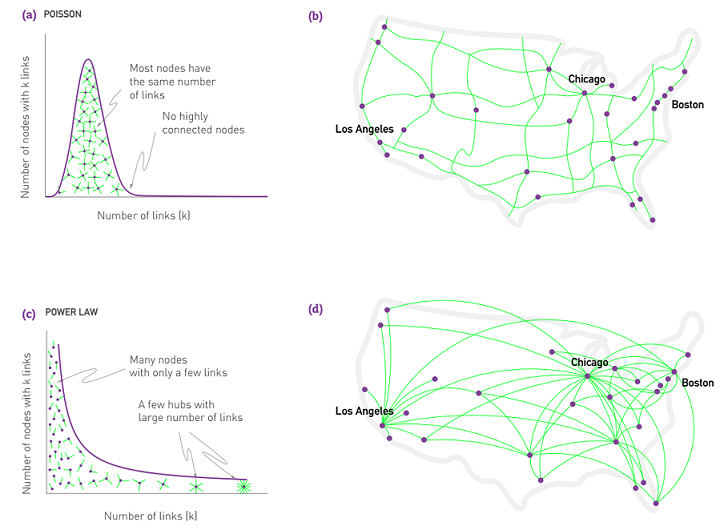 (a) POISSON
Number of nodes with k links
Most nodes have
the same number
of links
No highly
connected nodes
Number of links (k)
(b)
Chicago
Boston
Los Angeles
(c) POWER LAW
Number of nodes with k links
Many nodes
with only a few links
A few hubs with
large number of links
Number of links (k)
(d)
Chicago
Boston
Los Angeles